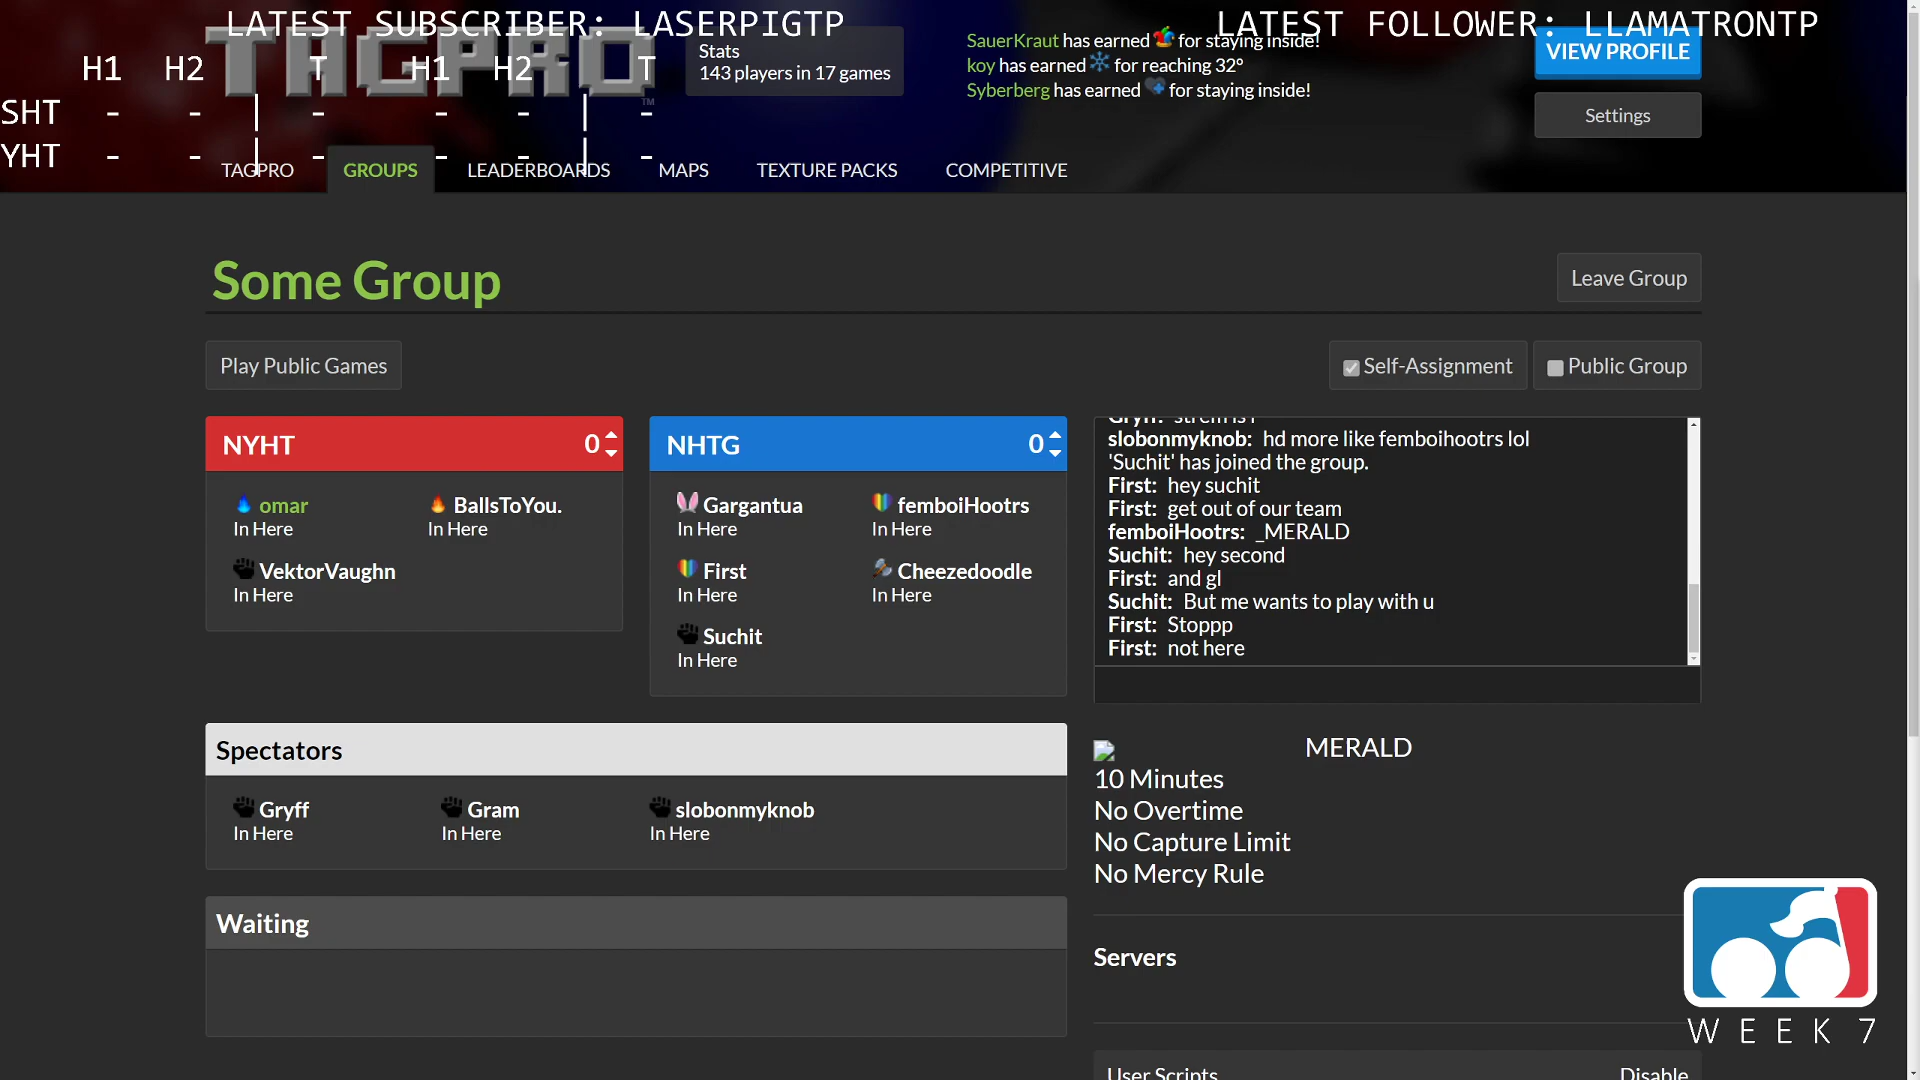 LATEST SUBSCRIBER: LASERPIGTP
LATEST FOLLOWER: LLAMATRONTP
TAGPRO™
H1 H2 T H1 H2 T
SHT - - | - - - | -
YHT - - | - - - | -
Stats
143 players in 17 games
SauerKraut has earned for staying inside!
koy has earned for reaching 32°
Syberberg has earned for staying inside!
VIEW PROFILE
Settings
TAGPRO GROUPS LEADERBOARDS MAPS TEXTURE PACKS COMPETITIVE
Some Group
Leave Group
Play Public Games
Self-Assignment
Public Group
NYHT 0
omar
In Here
BallsToYou.
In Here
VektorVaughn
In Here
NHTG 0
Gargantua
In Here
femboiHootrs
In Here
First
In Here
Cheezedoodle
In Here
Suchit
In Here
slobonmyknob: hd more like femboihootrs lol
'Suchit' has joined the group.
First: hey suchit
First: get out of our team
femboiHootrs: _MERALD
Suchit: hey second
First: and gl
Suchit: But me wants to play with u
First: Stoppp
First: not here
Spectators
Gryff
In Here
Gram
In Here
slobonmyknob
In Here
Waiting
MERALD
10 Minutes
No Overtime
No Capture Limit
No Mercy Rule
Servers
User Scripts Disable
WEEK 7